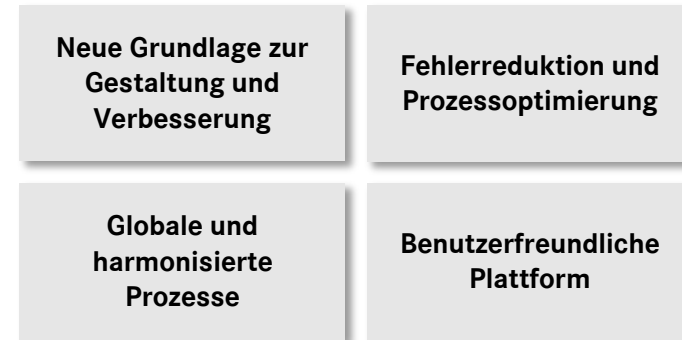 Neue Grundlage zur
Gestaltung und
Verbesserung
Fehlerreduktion und
Prozessoptimierung
Globale und
harmonisierte
Prozesse
Benutzerfreundliche
Plattform